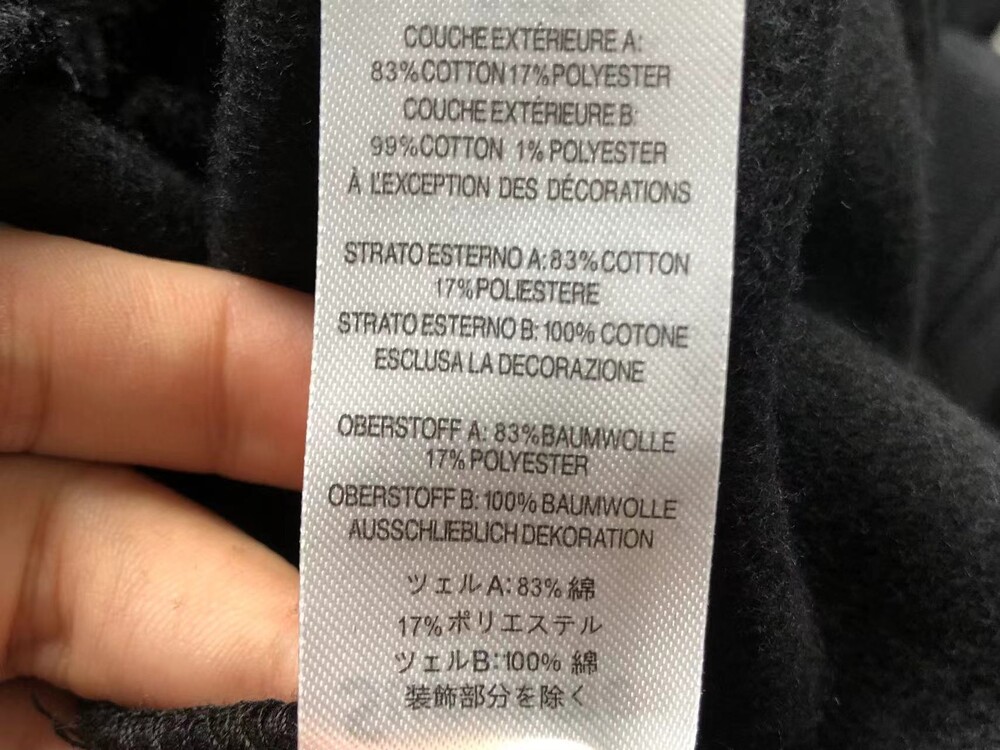 COUCHE EXTÉRIEURE A:
83% COTTON 17% POLYESTER
COUCHE EXTÉRIEURE B:
99% COTTON 1% POLYESTER
À L'EXCEPTION DES DÉCORATIONS
STRATO ESTERNO A: 83% COTTON
17% POLIESTERE
STRATO ESTERNO B: 100% COTONE
ESCLUSA LA DECORAZIONE
OBERSTOFF A: 83% BAUMWOLLE
17% POLYESTER
OBERSTOFF B: 100% BAUMWOLLE
AUSSCHLIEBLICH DEKORATION
ツェル A: 83% 綿
17% ポリエステル
ツェル B: 100% 綿
装飾部分を除く